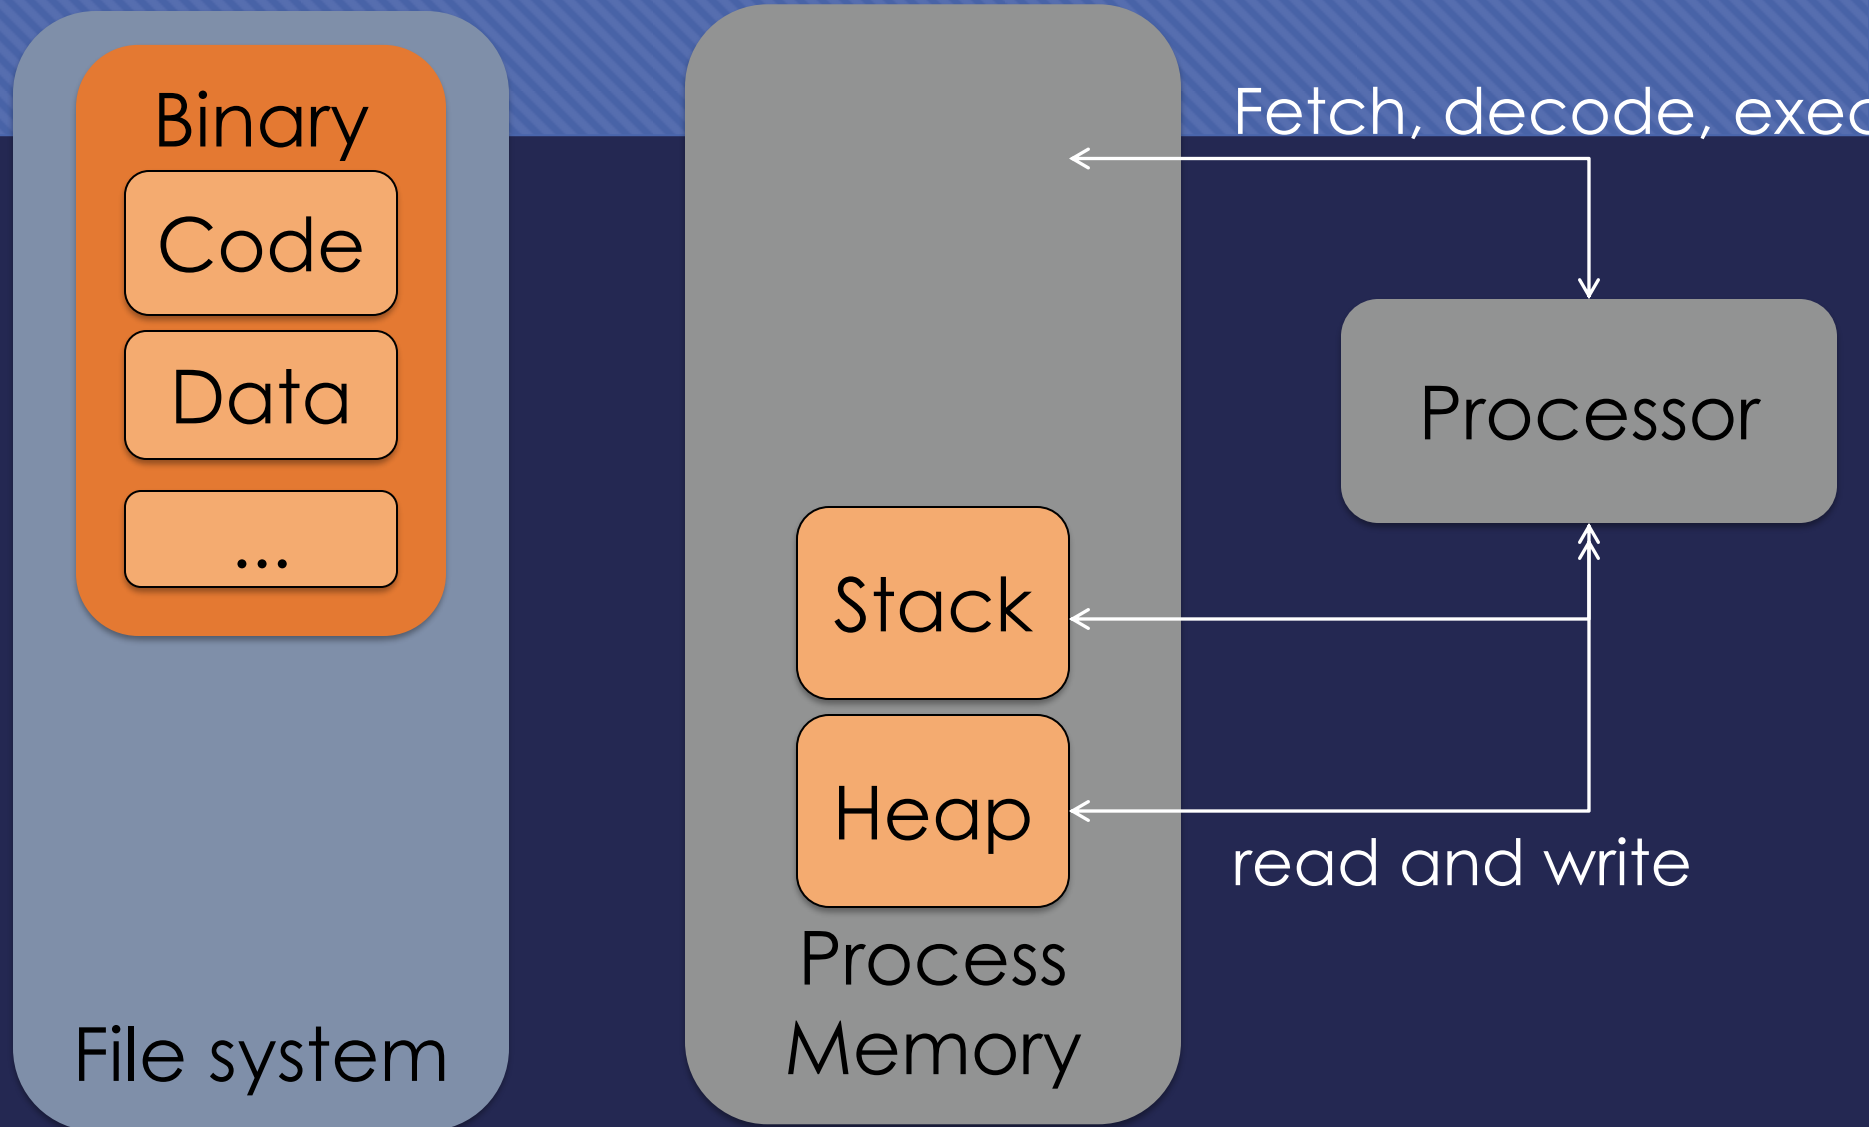 Binary
Code
Data
...
File system
Stack
Heap
Process
Memory
Fetch, decode, exec
Processor
read and write